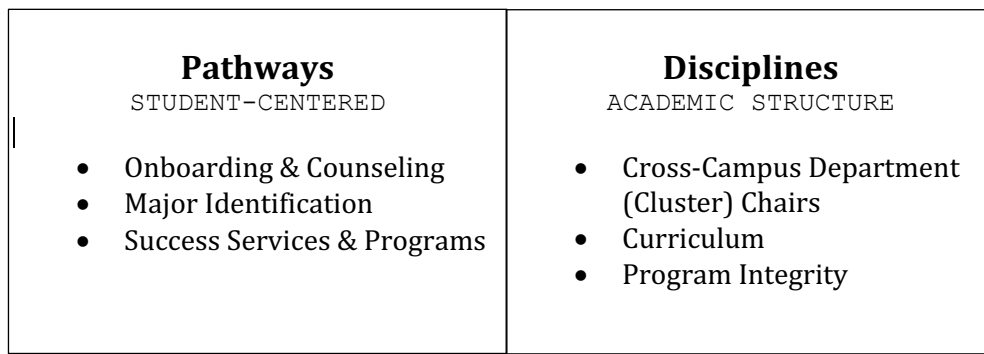 Pathways
STUDENT-CENTERED
• Onboarding & Counseling
• Major Identification
• Success Services & Programs
Disciplines
ACADEMIC STRUCTURE
• Cross-Campus Department
(Cluster) Chairs
• Curriculum
• Program Integrity